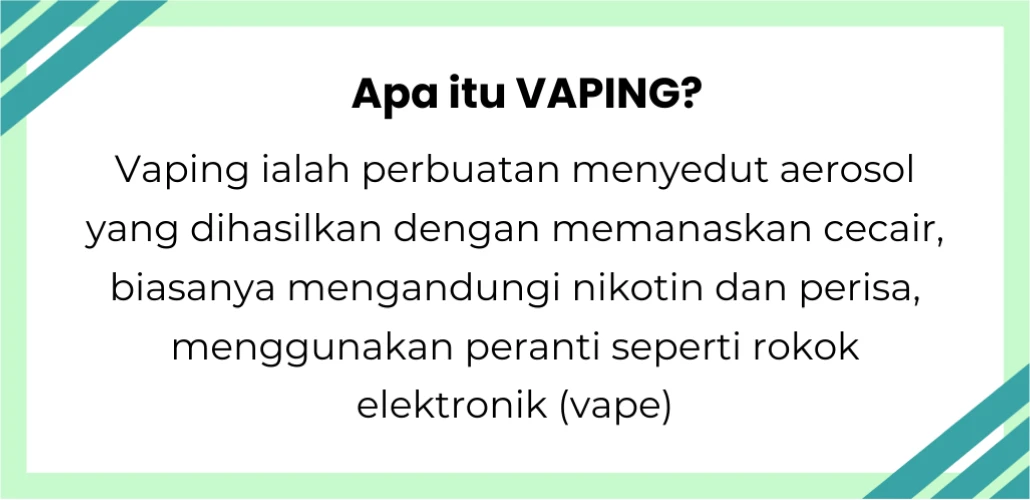 Apa itu VAPING?
Vaping ialah perbuatan menyedut aerosol
yang dihasilkan dengan memanaskan cecair,
biasanya mengandungi nikotin dan perisa,
menggunakan peranti seperti rokok
elektronik (vape)